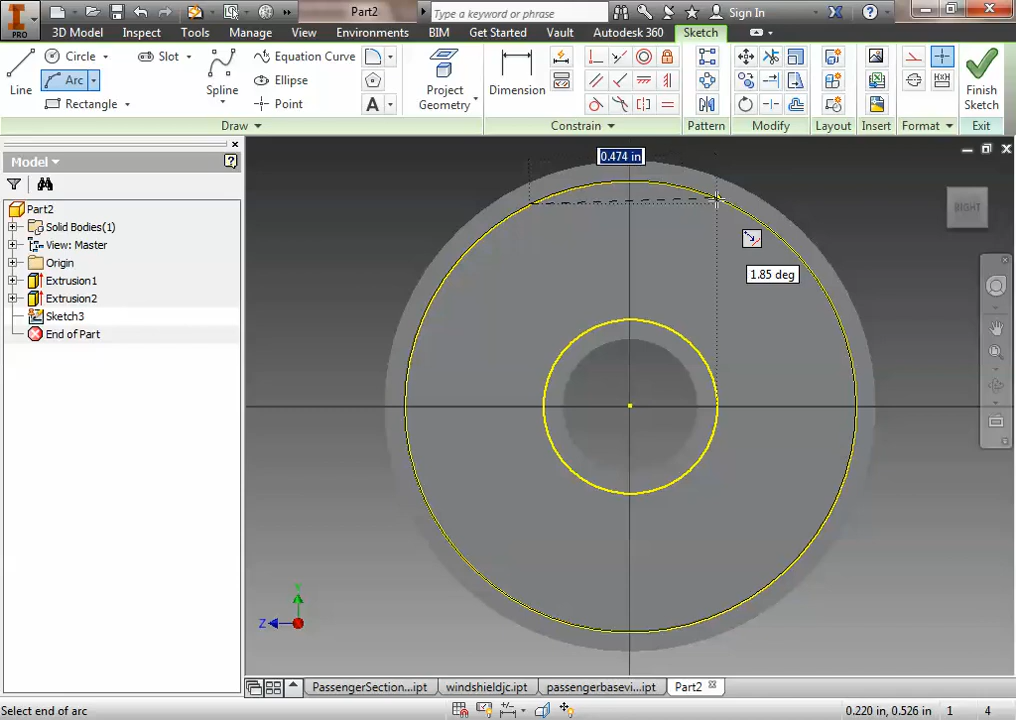 Part2
Type a keyword or phrase
Sign In
PRO
3D Model
Inspect
Tools
Manage
View
Environments
BIM
Get Started
Vault
Autodesk 360
Sketch
Line
Circle
Arc
Rectangle
Slot
Spline
Equation Curve
Ellipse
Point
A
Project
Geometry
Dimension
Finish
Sketch
Draw
Constrain
Pattern
Modify
Layout
Insert
Format
Exit
Model
Part2
Solid Bodies(1)
View: Master
Origin
Extrusion1
Extrusion2
Sketch3
End of Part
0.474 in
1.85 deg
RIGHT
Y
Z
PassengerSection...ipt
windshieldjc.ipt
passengerbasevi...ipt
Part2
Select end of arc
0.220 in, 0.526 in
1
4